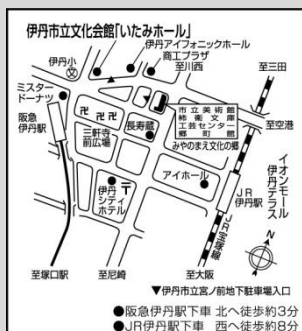 伊丹市立文化会館「いたみホール」
伊丹アイフォニックホール
商工プラザ
至川西
至三田
伊丹小
文
ミスター
ドーナツ
市立美術館
柿衞文庫
工芸センター
郷町館
みやのまえ文化の郷
至空港
阪急
伊丹駅
卍
卍
卍
三軒寺
前広場
長寿蔵
アイホール
伊丹
シティ
ホテル
〒
JR
伊丹駅
イオンモール
伊丹テラス
JR宝塚線
N
至塚口駅
至尼崎
至大阪
▼伊丹市立宮ノ前地下駐車場入口
●阪急伊丹駅下車 北へ徒歩約3分
●JR伊丹駅下車 西へ徒歩約8分